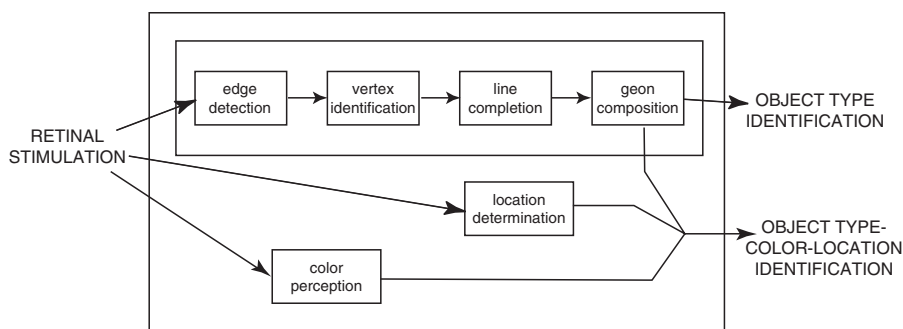 edge
detection
vertex
identification
line
completion
geon
composition
OBJECT TYPE
IDENTIFICATION
RETINAL
STIMULATION
location
determination
OBJECT TYPE-
COLOR-LOCATION
IDENTIFICATION
color
perception